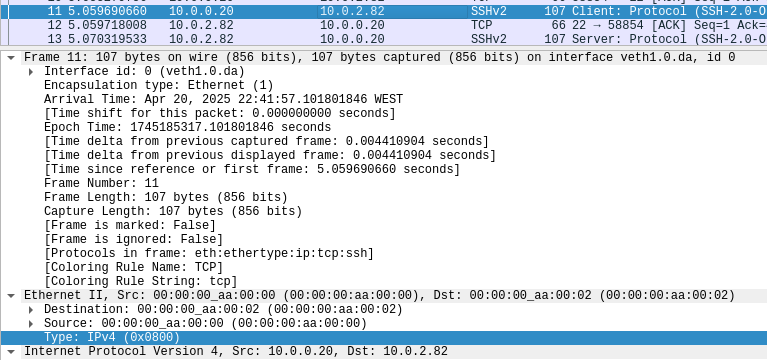 11 5.059690660 10.0.0.20 10.0.2.82 SSHv2 107 Client: Protocol (SSH-2.0-O
12 5.059718008 10.0.2.82 10.0.0.20 TCP 66 22 → 58854 [ACK] Seq=1 Ack=
13 5.070319533 10.0.2.82 10.0.0.20 SSHv2 107 Server: Protocol (SSH-2.0-O
Frame 11: 107 bytes on wire (856 bits), 107 bytes captured (856 bits) on interface veth1.0.da, id 0
Interface id: 0 (veth1.0.da)
Encapsulation type: Ethernet (1)
Arrival Time: Apr 20, 2025 22:41:57.101801846 WEST
[Time shift for this packet: 0.000000000 seconds]
Epoch Time: 1745185317.101801846 seconds
[Time delta from previous captured frame: 0.004410904 seconds]
[Time delta from previous displayed frame: 0.004410904 seconds]
[Time since reference or first frame: 5.059690660 seconds]
Frame Number: 11
Frame Length: 107 bytes (856 bits)
Capture Length: 107 bytes (856 bits)
[Frame is marked: False]
[Frame is ignored: False]
[Protocols in frame: eth:ethertype:ip:tcp:ssh]
[Coloring Rule Name: TCP]
[Coloring Rule String: tcp]
Ethernet II, Src: 00:00:00_aa:00:00 (00:00:00:aa:00:00), Dst: 00:00:00_aa:00:02 (00:00:00:aa:00:02)
Destination: 00:00:00_aa:00:02 (00:00:00:aa:00:02)
Source: 00:00:00_aa:00:00 (00:00:00:aa:00:00)
Type: IPv4 (0x0800)
Internet Protocol Version 4, Src: 10.0.0.20, Dst: 10.0.2.82